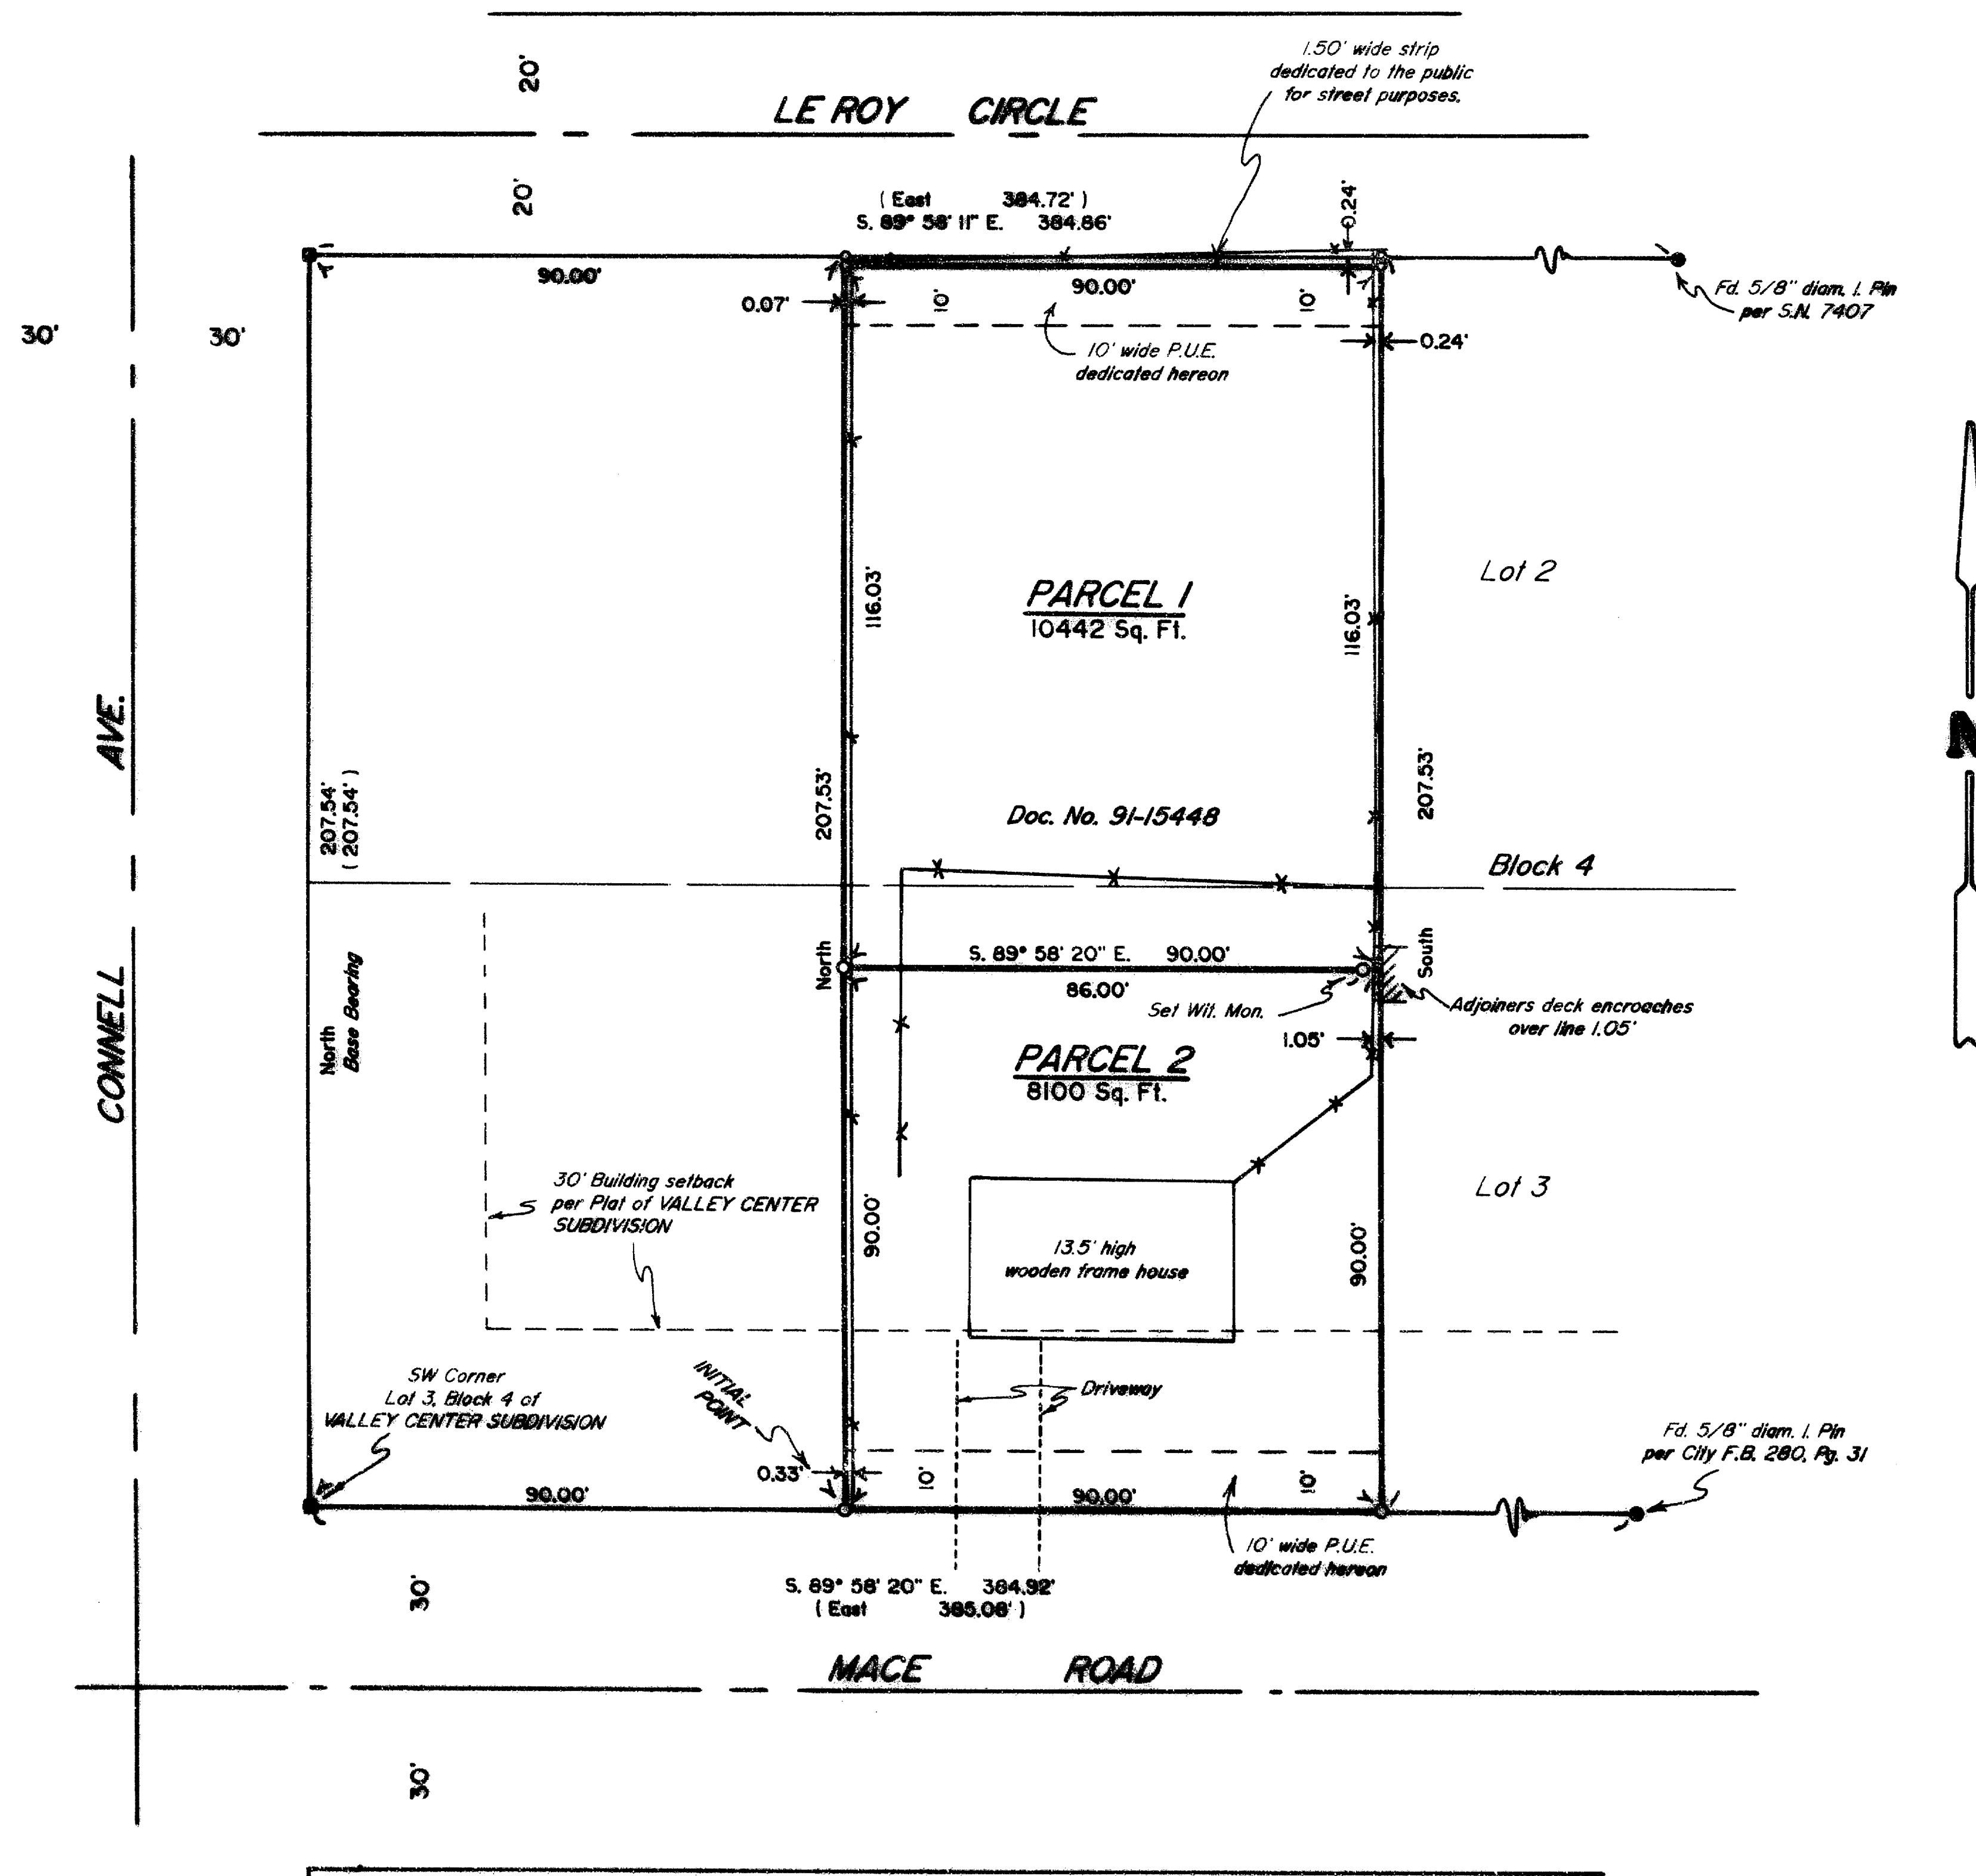 20'
LE ROY CIRCLE
1.50' wide strip
dedicated to the public
for street purposes.
20'
( East 384.72' )
S. 89° 58' 11" E. 384.86'
0.24'
90.00'
90.00'
Fd. 5/8" diam. I. Pin
per S.N. 7407
30'
30'
0.07'
10'
10'
0.24'
10' wide P.U.E.
dedicated hereon
Lot 2
PARCEL 1
10442 Sq. Ft.
116.03'
116.03'
N
CONNELL AVE.
207.54'
( 207.54' )
207.53'
207.53'
Doc. No. 91-15448
Block 4
North
Base Bearing
North
S. 89° 58' 20" E. 90.00'
86.00'
South
Set Wit. Mon.
Adjoiners deck encroaches
over line 1.05'
1.05'
PARCEL 2
8100 Sq. Ft.
30' Building setback
per Plat of VALLEY CENTER
SUBDIVISION
90.00'
90.00'
Lot 3
13.5' high
wooden frame house
SW Corner
Lot 3, Block 4 of
VALLEY CENTER SUBDIVISION
INITIAL
POINT
Driveway
Fd. 5/8" diam. I. Pin
per City F.B. 280, Pg. 31
0.33'
10'
10'
90.00'
90.00'
10' wide P.U.E.
dedicated hereon
S. 89° 58' 20" E. 384.92'
( East 385.08' )
30'
MACE ROAD
30'